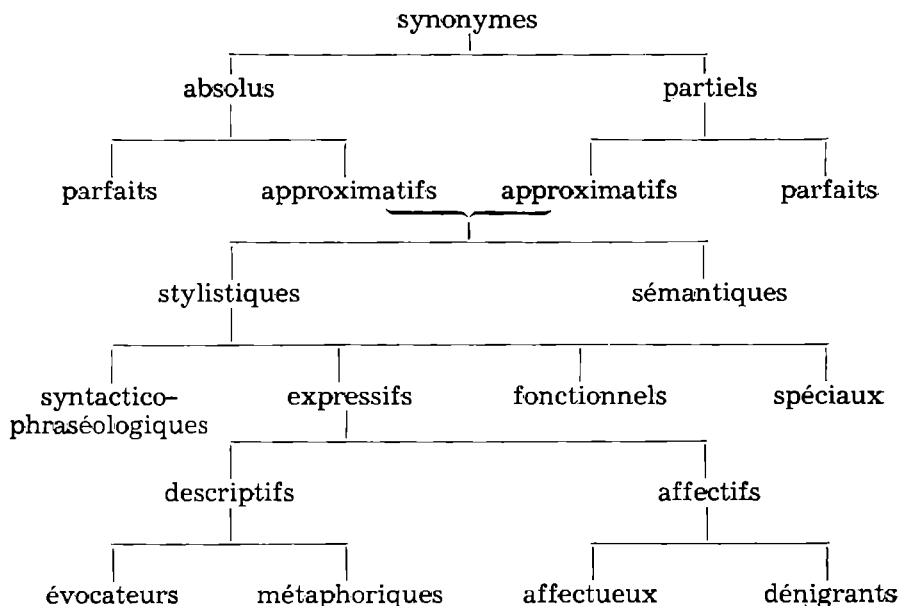 synonymes
absolus partiels
parfaits approximatifs approximatifs parfaits
stylistiques sémantiques
syntactico- expressifs fonctionnels spéciaux
phraséologiques
descriptifs affectifs
évocateurs métaphoriques affectueux dénigrants